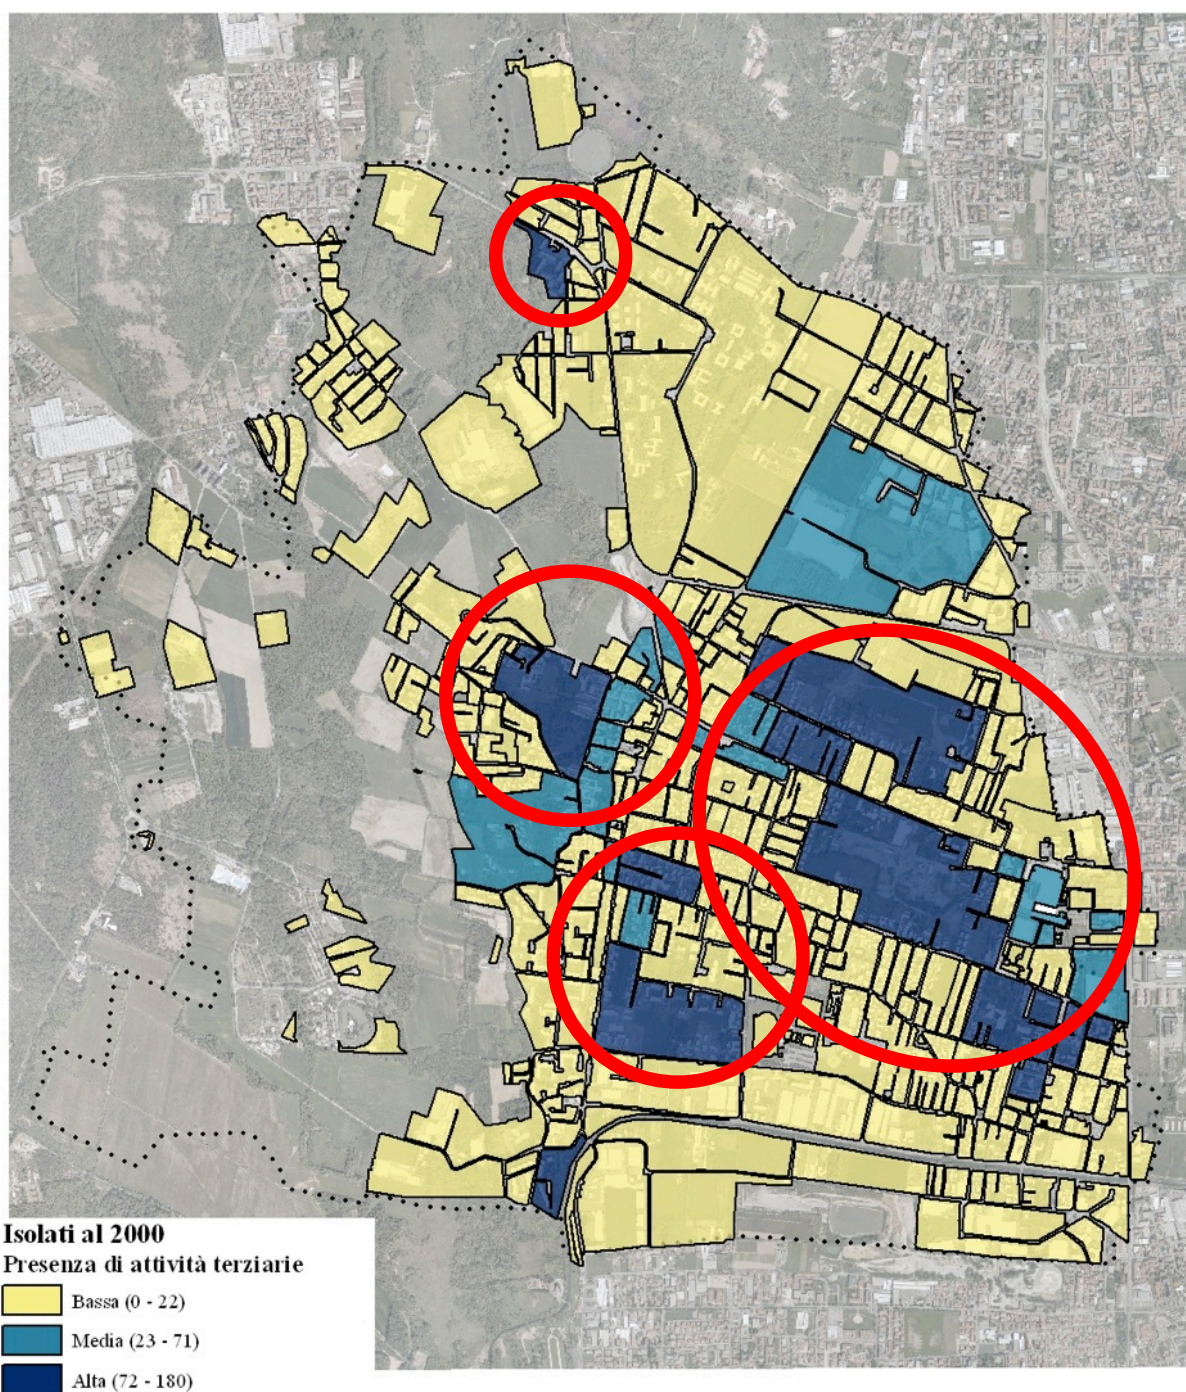 Isolati al 2000
Presenza di attività terziarie
Bassa (0 - 22)
Media (23 - 71)
Alta (72 - 180)